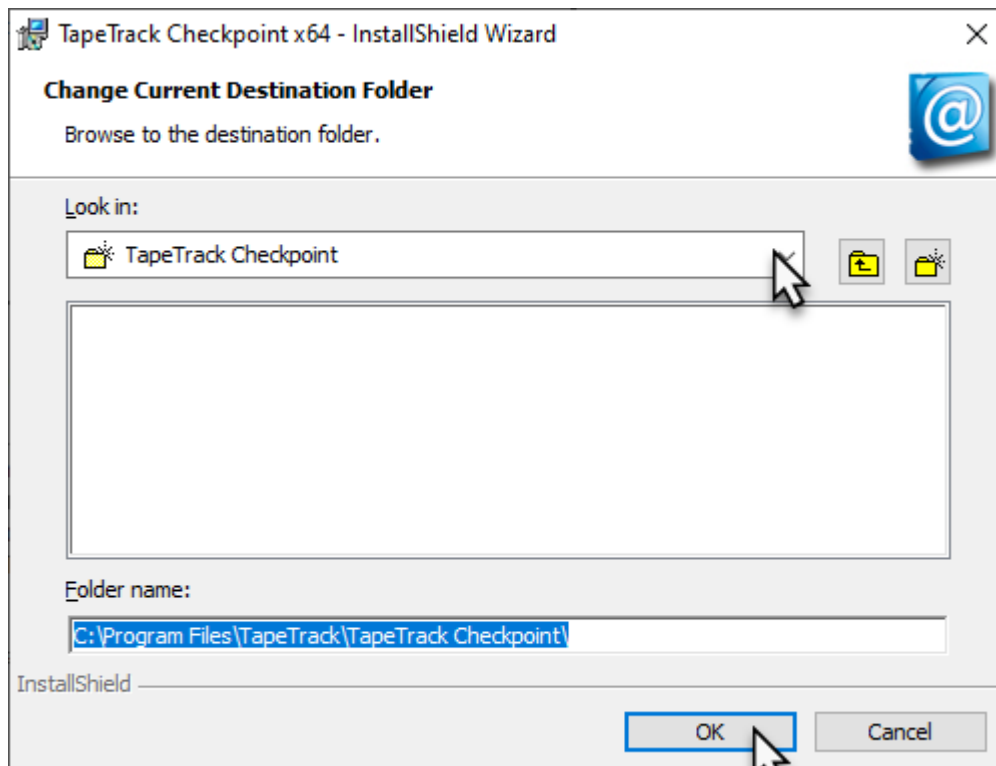 TapeTrack Checkpoint x64 - InstallShield Wizard
Change Current Destination Folder
Browse to the destination folder.
@
Look in:
TapeTrack Checkpoint
Folder name:
C:\Program Files\TapeTrack\TapeTrack Checkpoint\
InstallShield
OK
Cancel